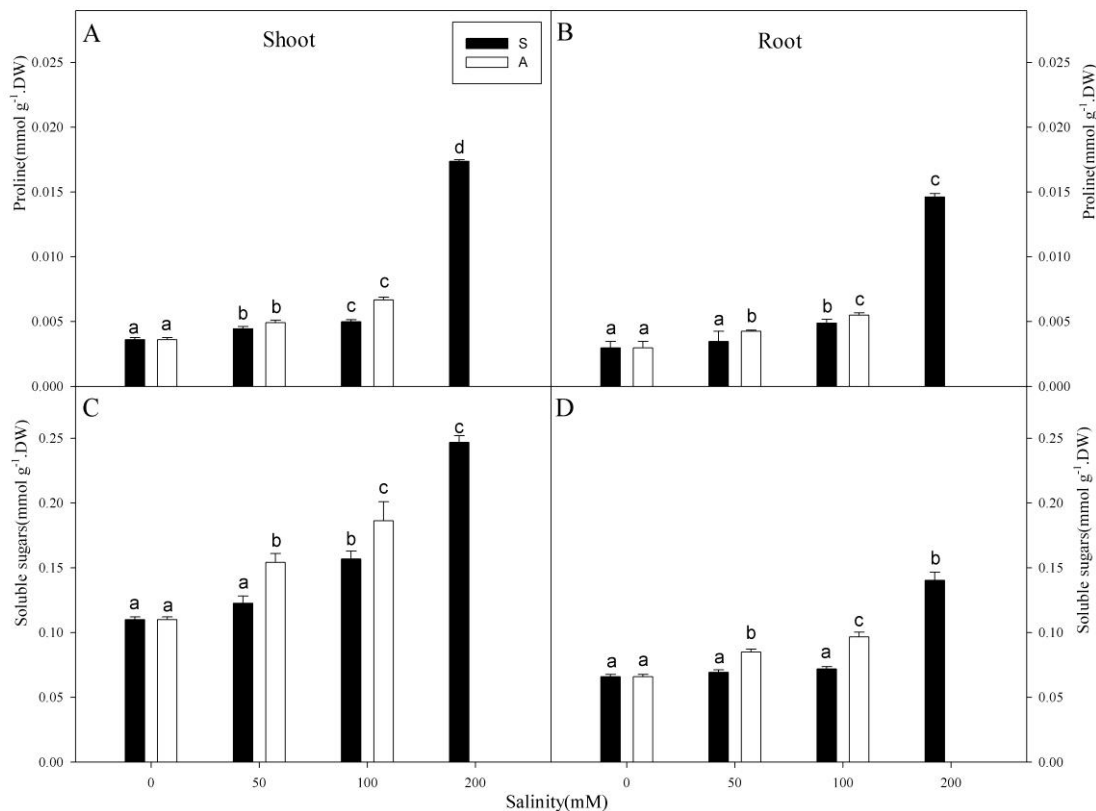 A
Shoot
S
A
B
Root
Proline(mmol g⁻¹.DW)
0.025
0.020
0.015
0.010
0.005
0.000
a a b b c c d
a a a b b c c
0.025
0.020
0.015
0.010
0.005
0.000
Proline(mmol g⁻¹.DW)
C
D
Soluble sugars(mmol g⁻¹.DW)
0.25
0.20
0.15
0.10
0.05
0.00
a a a b b c c
a a a b a c b
0.25
0.20
0.15
0.10
0.05
0.00
Soluble sugars(mmol g⁻¹.DW)
0 50 100 200
0 50 100 200
Salinity(mM)